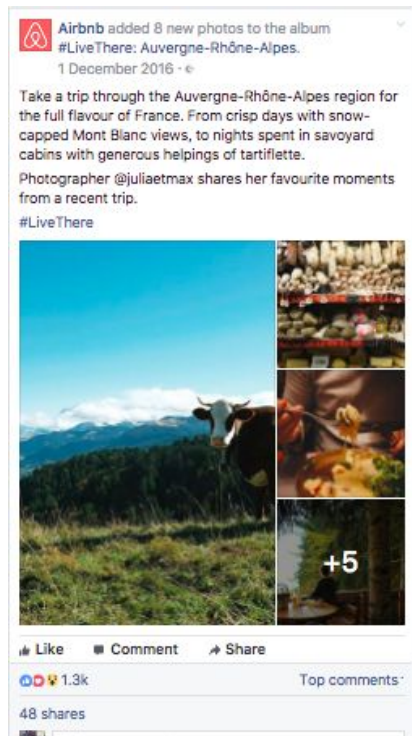 Airbnb added 8 new photos to the album
#LiveThere: Auvergne-Rhône-Alpes.
1 December 2016 ·
Take a trip through the Auvergne-Rhône-Alpes region for
the full flavour of France. From crisp days with snow-
capped Mont Blanc views, to nights spent in savoyard
cabins with generous helpings of tartiflette.
Photographer @juliaetmax shares her favourite moments
from a recent trip.
#LiveThere
+5
Like Comment Share
1.3k Top comments
48 shares